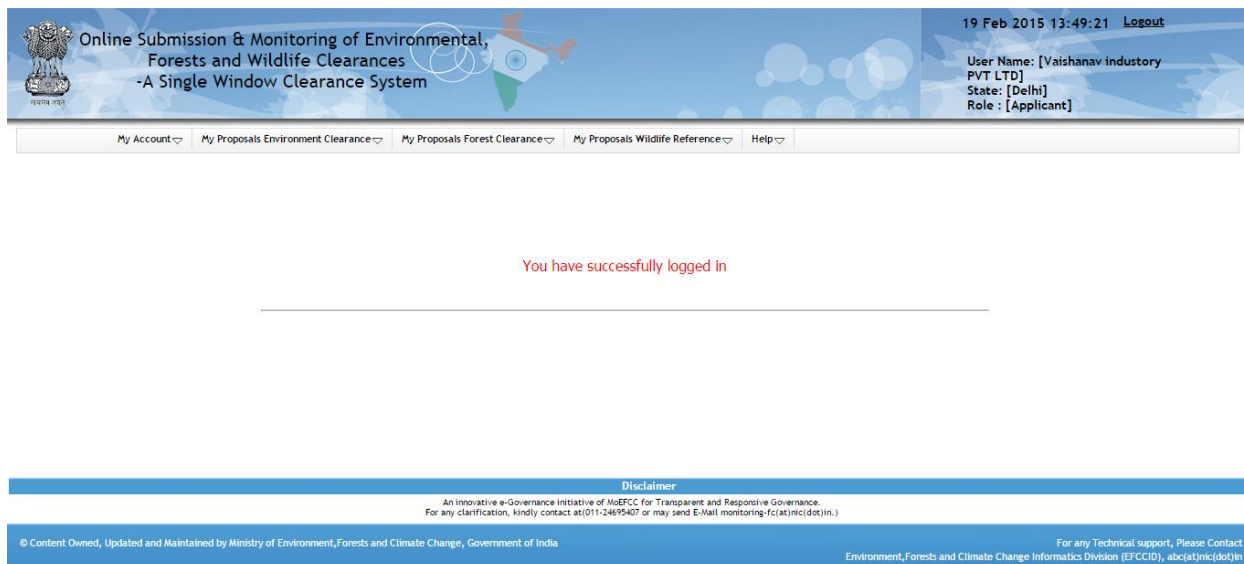 Online Submission & Monitoring of Environmental,
Forests and Wildlife Clearances
-A Single Window Clearance System
सत्यमेव जयते
19 Feb 2015 13:49:21 Logout
User Name: [Vaishanav industory
PVT LTD]
State: [Delhi]
Role : [Applicant]
My Account My Proposals Environment Clearance My Proposals Forest Clearance My Proposals Wildlife Reference Help
You have successfully logged in
Disclaimer
An innovative e-Governance initiative of MoEFCC for Transparent and Responsive Governance.
For any clarification, kindly contact at(011-24695407 or may send E-Mail monitoring-fc(at)nic(dot)in.)
© Content Owned, Updated and Maintained by Ministry of Environment,Forests and Climate Change, Government of India
For any Technical support, Please Contact
Environment,Forests and Climate Change Informatics Division (EFCCID), abc(at)nic(dot)in